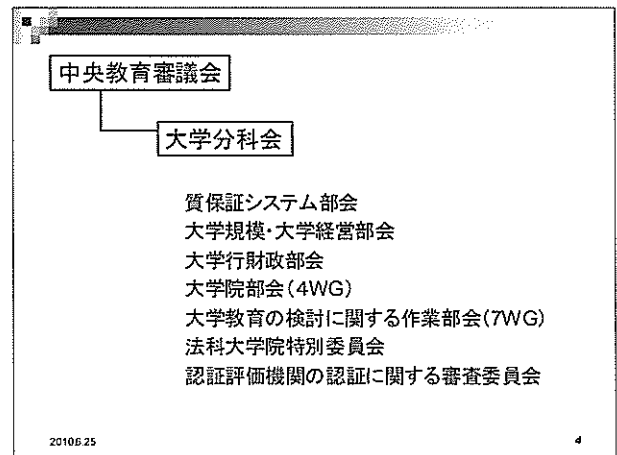 中央教育審議会
大学分科会
質保証システム部会
大学規模・大学経営部会
大学行財政部会
大学院部会(4WG)
大学教育の検討に関する作業部会(7WG)
法科大学院特別委員会
認証評価機関の認証に関する審査委員会
2010.6.25
4